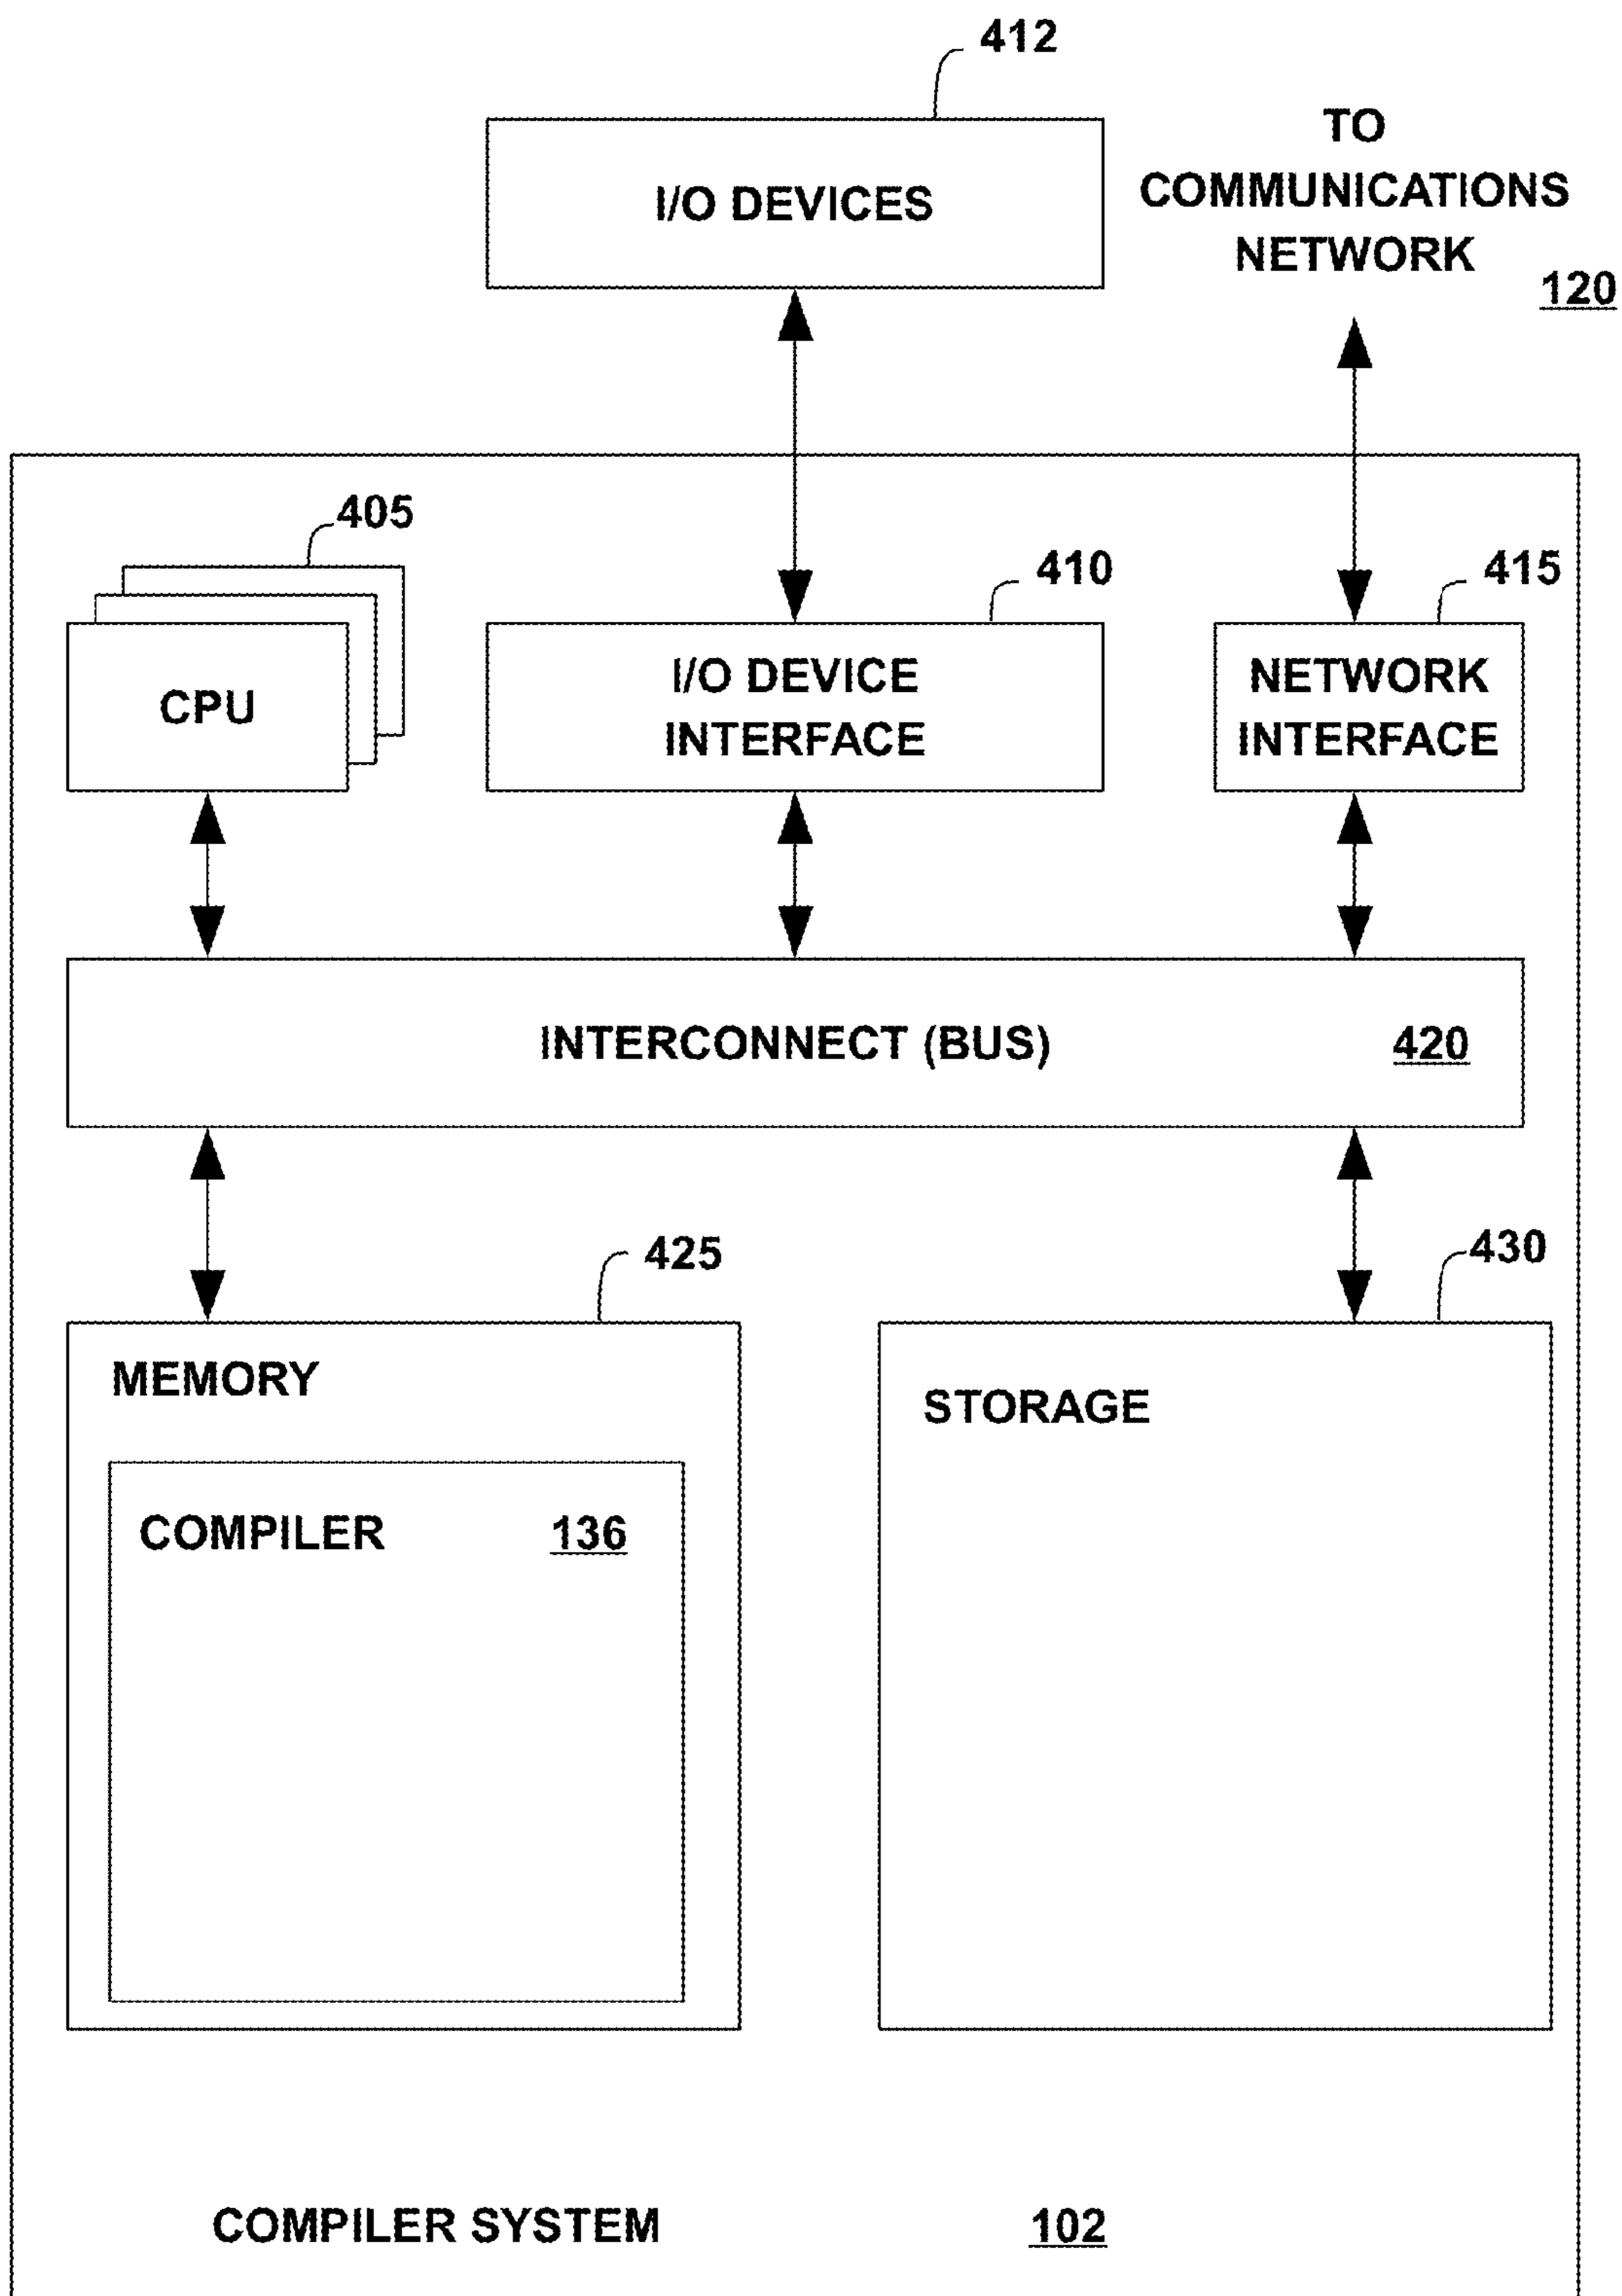 412
I/O DEVICES
TO
COMMUNICATIONS
NETWORK
120
405
410
415
CPU
I/O DEVICE
INTERFACE
NETWORK
INTERFACE
INTERCONNECT (BUS)
420
425
430
MEMORY
STORAGE
COMPILER
136
COMPILER SYSTEM
102